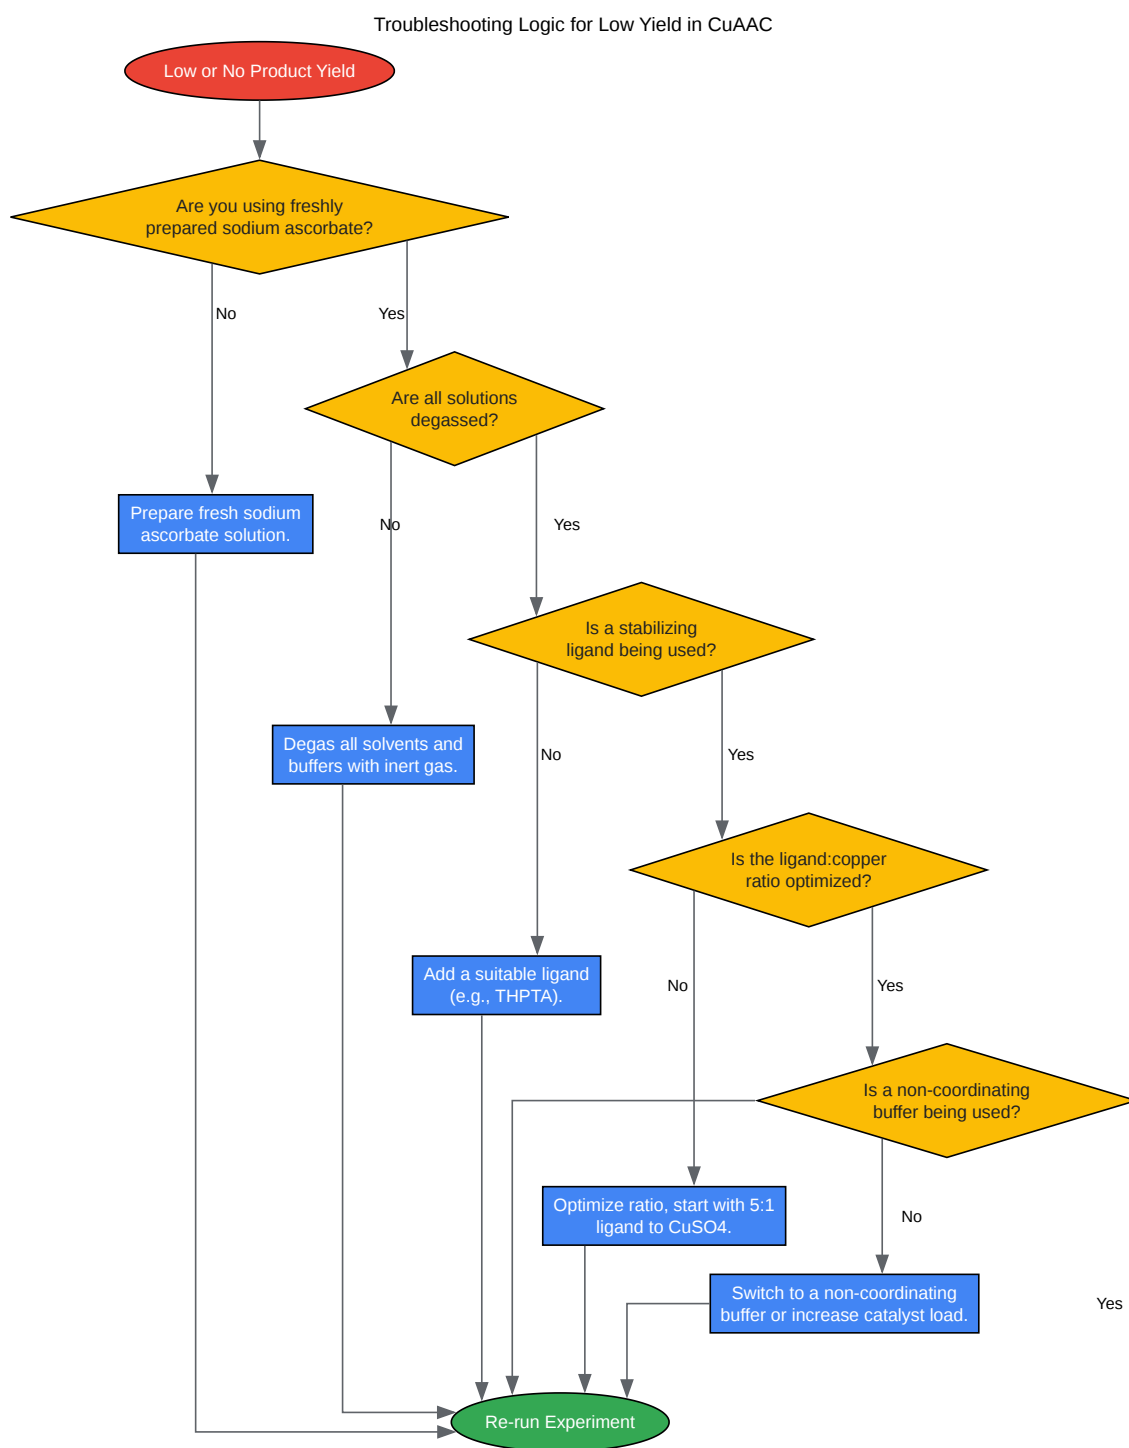 Troubleshooting Logic for Low Yield in CuAAC
Low or No Product Yield
Are you using freshly
prepared sodium ascorbate?
No
Yes
Are all solutions
degassed?
Prepare fresh sodium
ascorbate solution.
No
Yes
Is a stabilizing
ligand being used?
Degas all solvents and
buffers with inert gas.
No
Yes
Is the ligand:copper
ratio optimized?
Add a suitable ligand
(e.g., THPTA).
No
Yes
Is a non-coordinating
buffer being used?
Optimize ratio, start with 5:1
ligand to CuSO4.
No
Switch to a non-coordinating
buffer or increase catalyst load.
Yes
Re-run Experiment